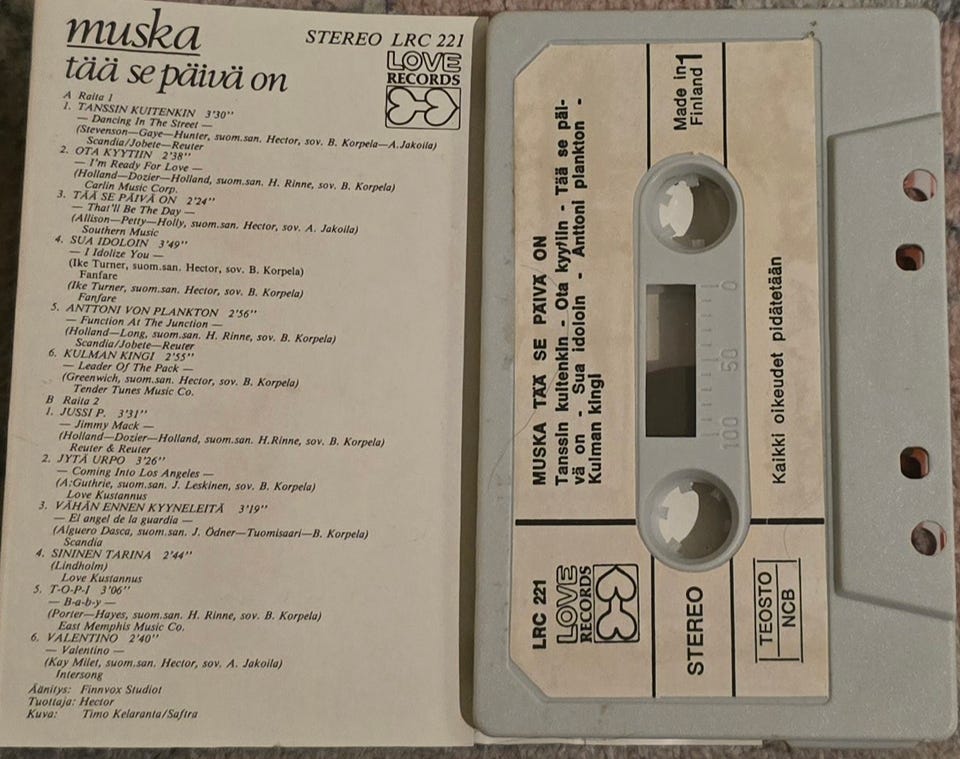 muska
tää se päivä on
STEREO LRC 221
LOVE
RECORDS
A Raita 1
1. TANSSIN KUITENKIN 3'30"
— Dancing In The Street —
(Stevenson—Gaye—Hunter, suom.san. Hector, sov. B. Korpela—A.Jakoila)
Scandia/Jobete—Reuter
2. OTA KYYTIIN 2'38"
— I'm Ready For Love —
(Holland—Dozier—Holland, suom.san. H. Rinne, sov. B. Korpela)
Carlin Music Corp.
3. TÄÄ SE PÄIVÄ ON 2'24"
— That'll Be The Day —
(Allison—Petty—Holly, suom.san. Hector, sov. A. Jakoila)
Southern Music
4. SUA IDOLOIN 3'49"
— I Idolize You —
(Ike Turner, suom.san. Hector, sov. B. Korpela)
Fanfare
(Ike Turner, suom.san. Hector, sov. B. Korpela)
Fanfare
5. ANTTONI VON PLANKTON 2'56"
— Function At The Junction —
(Holland—Long, suom.san. H. Rinne, sov. B. Korpela)
Scandia/Jobete—Reuter
6. KULMAN KINGI 2'55"
— Leader Of The Pack —
(Greenwich, suom.san. Hector, sov. B. Korpela)
Tender Tunes Music Co.
B Raita 2
1. JUSSI P. 3'31"
— Jimmy Mack —
(Holland—Dozier—Holland, suom.san. H.Rinne, sov. B. Korpela)
Reuter & Reuter
2. JYTÄ URPO 3'26"
— Coming Into Los Angeles —
(A:Guthrie, suom.san. J. Leskinen, sov. B. Korpela)
Love Kustannus
3. VÄHÄN ENNEN KYYNELEITÄ 3'19"
— El angel de la guardia —
(Alguero Dasca, suom.san. J. Ödner—Tuomisaari—B. Korpela)
Scandia
4. SININEN TARINA 2'44"
(Lindholm)
Love Kustannus
5. T-O-P-I 3'06"
— B-a-b-y —
(Porter—Hayes, suom.san. H. Rinne, sov. B. Korpela)
East Memphis Music Co.
6. VALENTINO 2'40"
— Valentino —
(Kay Milet, suom.san. Hector, sov. A. Jakoila)
Intersong
Äänitys: Finnvox Studiot
Tuottaja: Hector
Kuva: Timo Kelaranta/Saftra
MUSKA TÄÄ SE PÄIVÄ ON
Tanssin kuitenkin - Ota kyytiin - Tää se päi-
vä on - Sua idoloin - Anttoni plankton -
Kulman kingi
Made in
Finland
1
100 50 0
Kaikki oikeudet pidätetään
LRC 221
LOVE
RECORDS
STEREO
TEOSTO
NCB